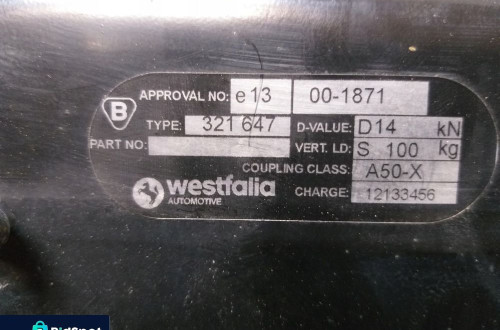 APPROVAL NO: e13 00-1871
B
TYPE: 321 647 D-VALUE: D14 kN
PART NO: VERT. LD: S 100 kg
COUPLING CLASS: A50-X
westfalia CHARGE: 12133456
AUTOMOTIVE
BidSpot